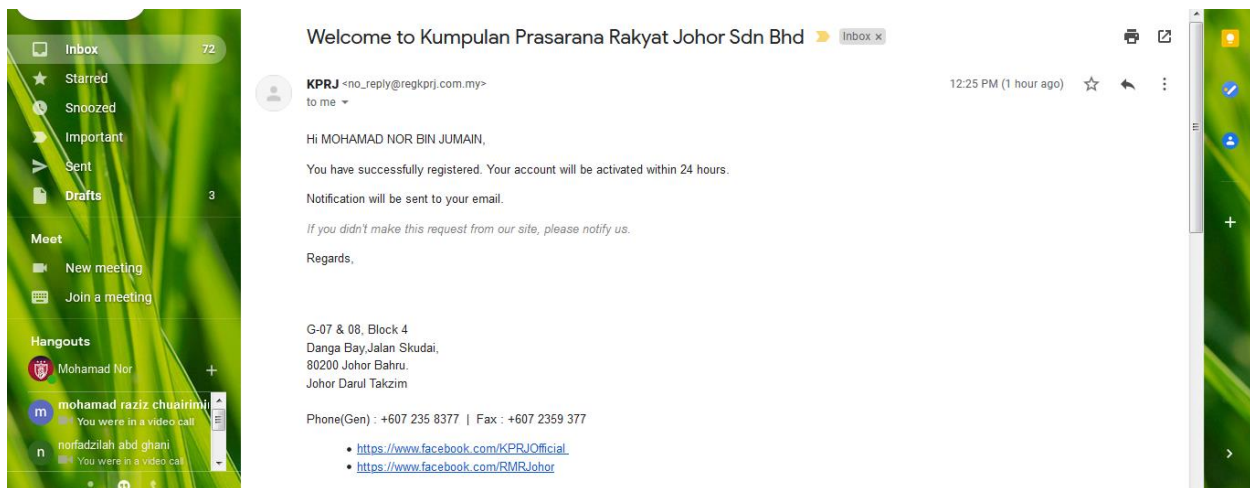 Inbox 72
Starred
Snoozed
Important
Sent
Drafts 3
Meet
New meeting
Join a meeting
Hangouts
Mohamad Nor
m mohamad raziz chuairimi
You were in a video call
n norfadzilah abd ghani
You were in a video call
Welcome to Kumpulan Prasarana Rakyat Johor Sdn Bhd Inbox x
KPRJ <no_reply@regkprj.com.my> 12:25 PM (1 hour ago)
to me
Hi MOHAMAD NOR BIN JUMAIN,
You have successfully registered. Your account will be activated within 24 hours.
Notification will be sent to your email.
If you didn't make this request from our site, please notify us.
Regards,
G-07 & 08, Block 4
Danga Bay,Jalan Skudai,
80200 Johor Bahru.
Johor Darul Takzim
Phone(Gen) : +607 235 8377 | Fax : +607 2359 377
https://www.facebook.com/KPRJOfficial
https://www.facebook.com/RMRJohor